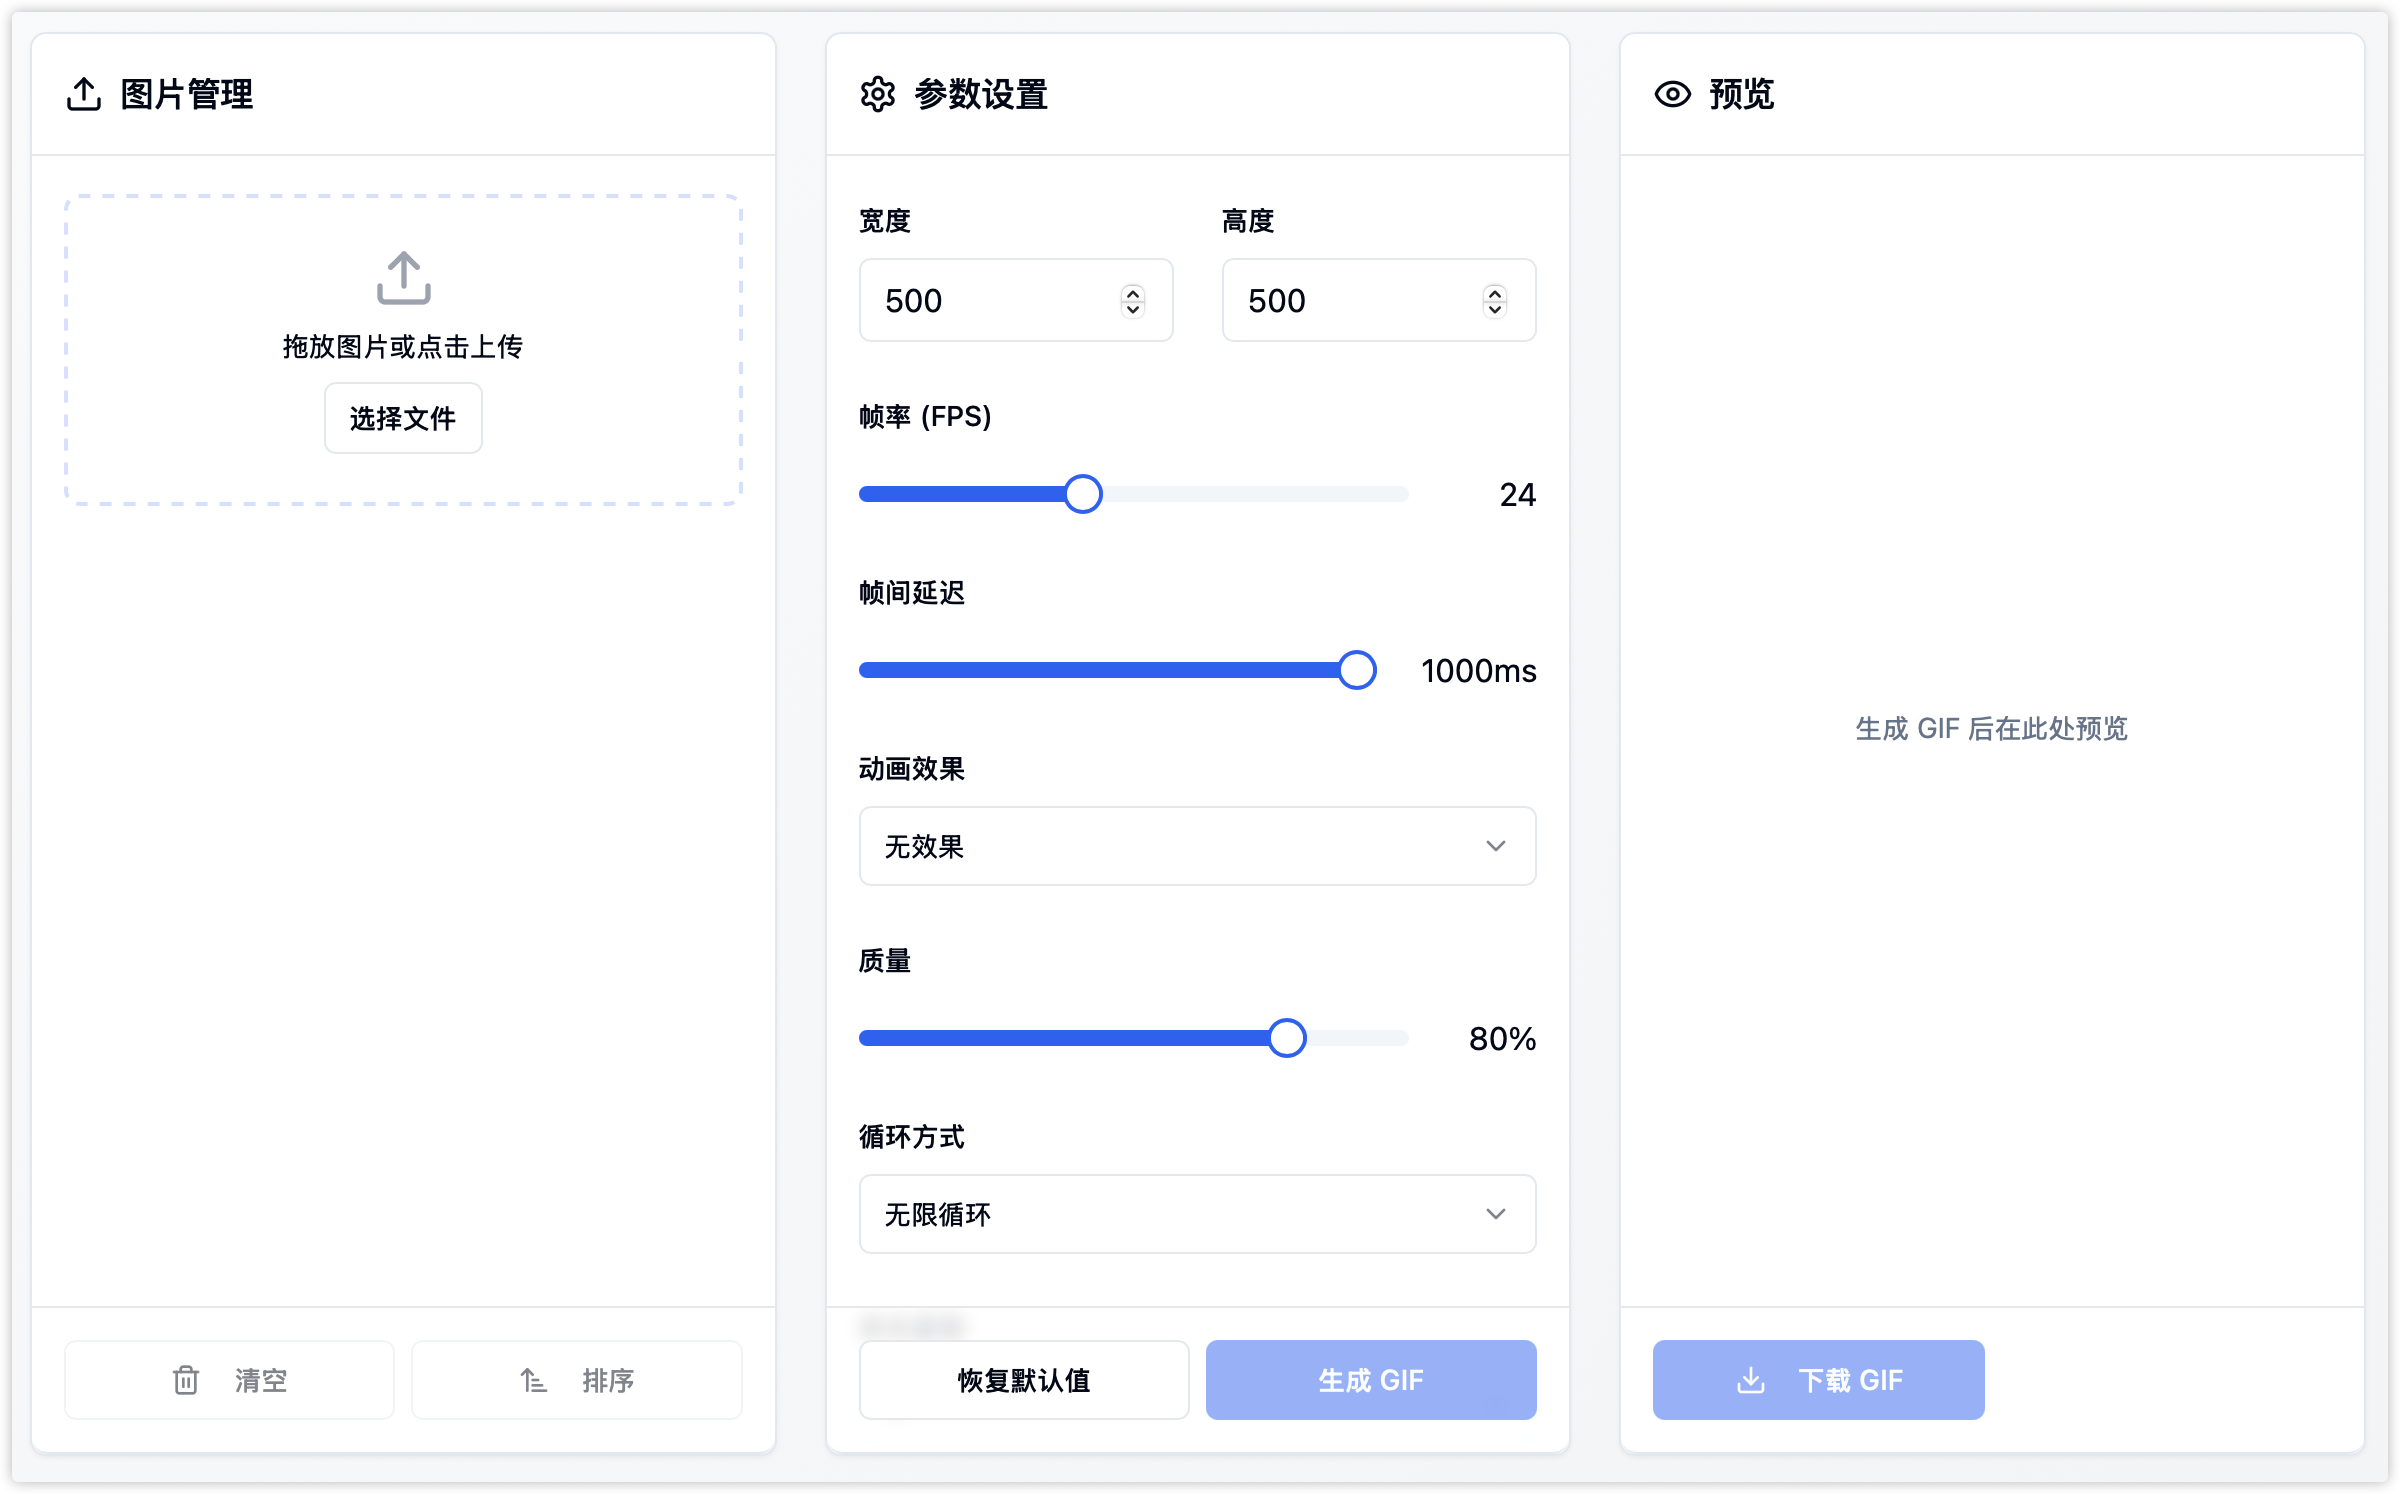 图片管理
拖放图片或点击上传
选择文件
清空
排序
参数设置
宽度
高度
500
500
帧率 (FPS)
24
帧间延迟
1000ms
动画效果
无效果
质量
80%
循环方式
无限循环
恢复默认值
生成 GIF
预览
生成 GIF 后在此处预览
下载 GIF